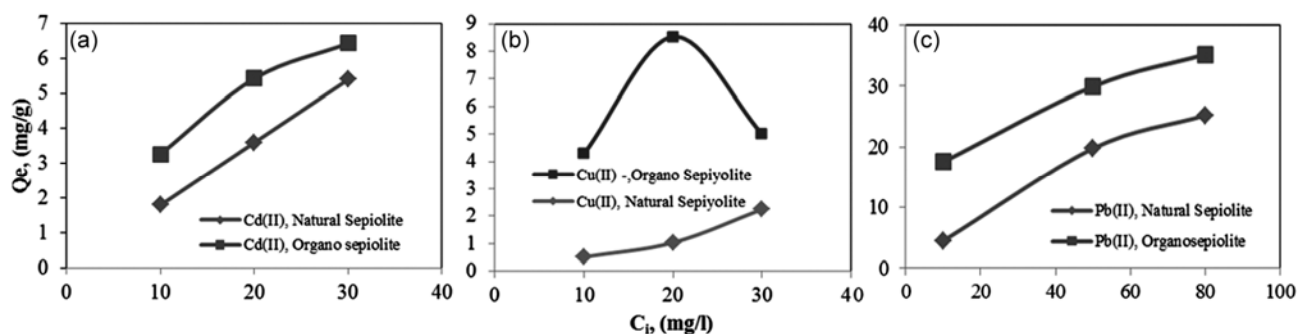 (a)
Qe, (mg/g)
7
6
5
4
3
2
1
0
0 10 20 30 40
Cd(II), Natural Sepiolite
Cd(II), Organo sepiolite
(b)
9
8
7
6
5
4
3
2
1
0
0 10 20 30 40
Cu(II) -,Organo Sepiyolite
Cu(II), Natural Sepiyolite
Ci, (mg/l)
(c)
40
30
20
10
0
0 20 40 60 80 100
Pb(II), Natural Sepiolite
Pb(II), Organosepiolite